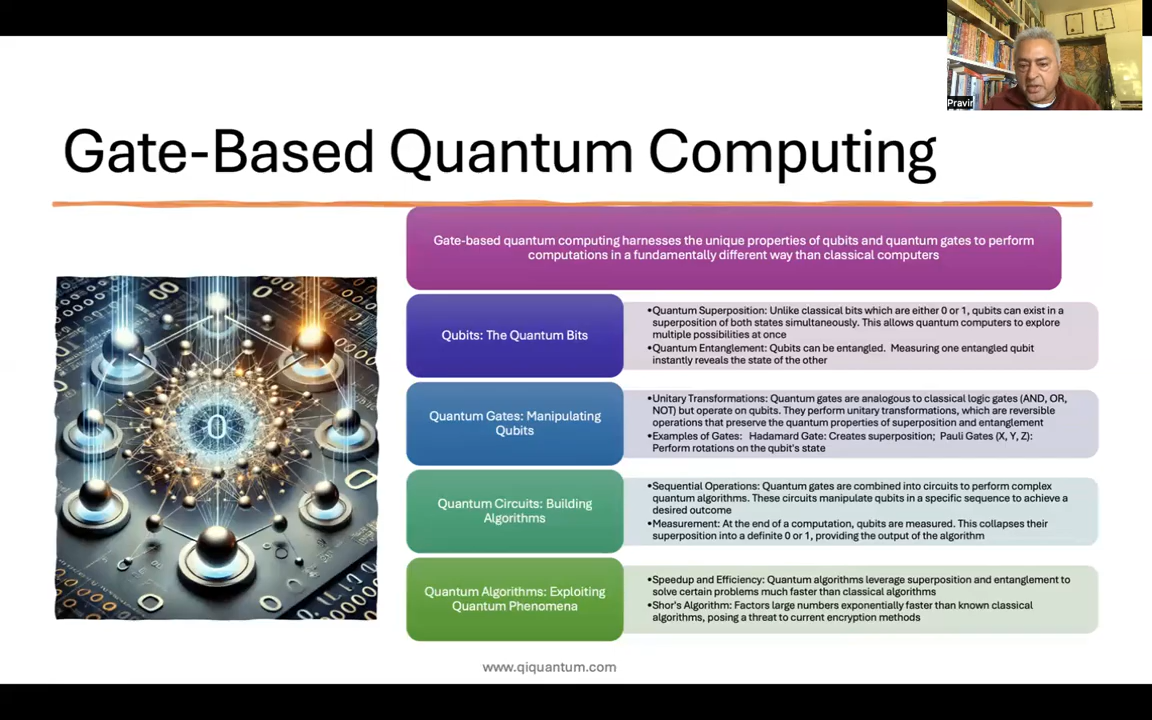 Pravir
Gate-Based Quantum Computing
Gate-based quantum computing harnesses the unique properties of qubits and quantum gates to perform
computations in a fundamentally different way than classical computers
Qubits: The Quantum Bits
•Quantum Superposition: Unlike classical bits which are either 0 or 1, qubits can exist in a
superposition of both states simultaneously. This allows quantum computers to explore
multiple possibilities at once
•Quantum Entanglement: Qubits can be entangled.  Measuring one entangled qubit
instantly reveals the state of the other
Quantum Gates: Manipulating
Qubits
•Unitary Transformations: Quantum gates are analogous to classical logic gates (AND, OR,
NOT) but operate on qubits. They perform unitary transformations, which are reversible
operations that preserve the quantum properties of superposition and entanglement
•Examples of Gates:   Hadamard Gate: Creates superposition;  Pauli Gates (X, Y, Z):
Perform rotations on the qubit's state
Quantum Circuits: Building
Algorithms
•Sequential Operations: Quantum gates are combined into circuits to perform complex
quantum algorithms. These circuits manipulate qubits in a specific sequence to achieve a
desired outcome
•Measurement: At the end of a computation, qubits are measured. This collapses their
superposition into a definite 0 or 1, providing the output of the algorithm
Quantum Algorithms: Exploiting
Quantum Phenomena
•Speedup and Efficiency: Quantum algorithms leverage superposition and entanglement to
solve certain problems much faster than classical algorithms
•Shor's Algorithm: Factors large numbers exponentially faster than known classical
algorithms, posing a threat to current encryption methods
0
www.qiquantum.com